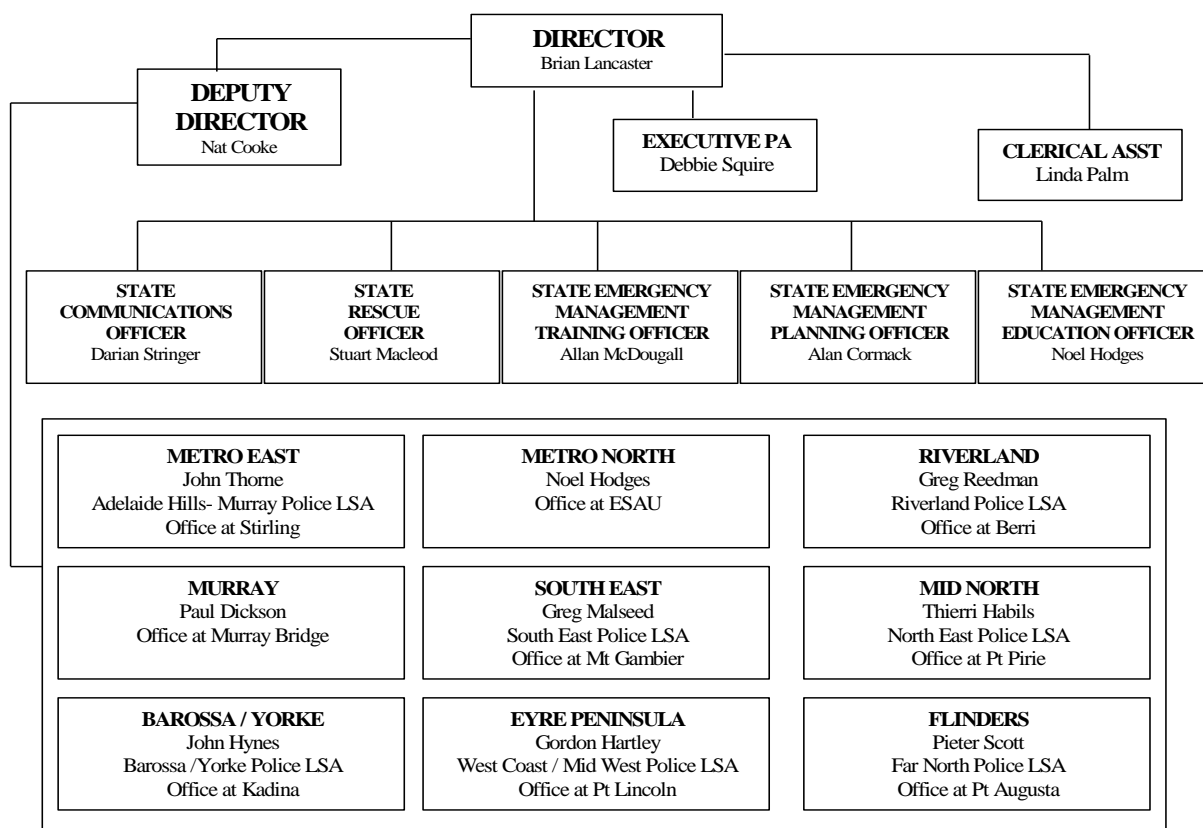 DIRECTOR
Brian Lancaster
DEPUTY
DIRECTOR
Nat Cooke
EXECUTIVE PA
Debbie Squire
CLERICAL ASST
Linda Palm
STATE
COMMUNICATIONS
OFFICER
Darian Stringer
STATE
RESCUE
OFFICER
Stuart Macleod
STATE EMERGENCY
MANAGEMENT
TRAINING OFFICER
Allan McDougall
STATE EMERGENCY
MANAGEMENT
PLANNING OFFICER
Alan Cormack
STATE EMERGENCY
MANAGEMENT
EDUCATION OFFICER
Noel Hodges
METRO EAST
John Thorne
Adelaide Hills- Murray Police LSA
Office at Stirling
METRO NORTH
Noel Hodges
Office at ESAU
RIVERLAND
Greg Reedman
Riverland Police LSA
Office at Berri
MURRAY
Paul Dickson
Office at Murray Bridge
SOUTH EAST
Greg Malseed
South East Police LSA
Office at Mt Gambier
MID NORTH
Thierri Habils
North East Police LSA
Office at Pt Pirie
BAROSSA / YORKE
John Hynes
Barossa /Yorke Police LSA
Office at Kadina
EYRE PENINSULA
Gordon Hartley
West Coast / Mid West Police LSA
Office at Pt Lincoln
FLINDERS
Pieter Scott
Far North Police LSA
Office at Pt Augusta